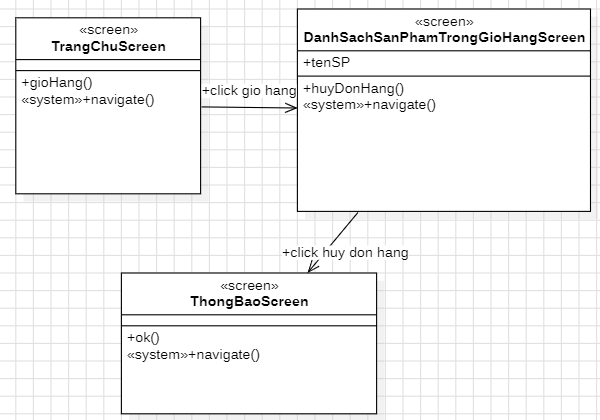 «screen»
TrangChuScreen
+gioHang()
«system»+navigate()
+click gio hang
«screen»
DanhSachSanPhamTrongGioHangScreen
+tenSP
+huyDonHang()
«system»+navigate()
+click huy don hang
«screen»
ThongBaoScreen
+ok()
«system»+navigate()